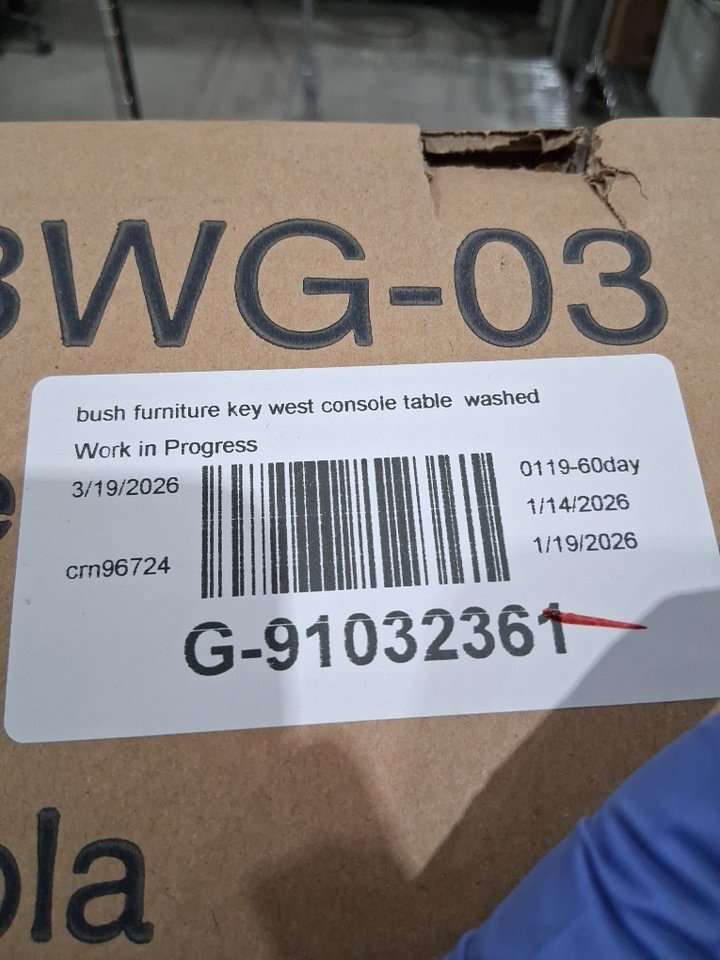 BWG-03
bush furniture key west console table washed
Work in Progress
3/19/2026
0119-60day
1/14/2026
crn96724
1/19/2026
G-91032361
la